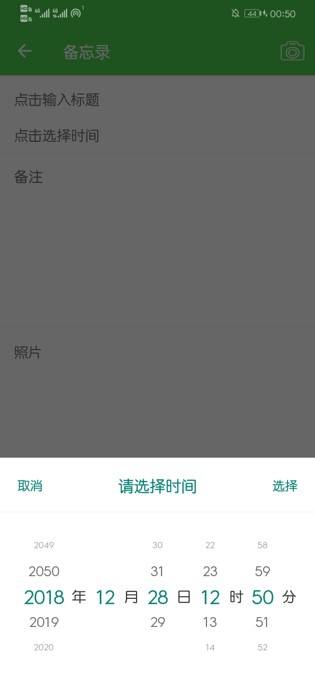 44 00:50
备忘录
点击输入标题
点击选择时间
备注
照片
取消 请选择时间 选择
2049 30 22 58
2050 31 23 59
2018 年 12 月 28 日 12 时 50 分
2019 29 13 51
2020 14 52